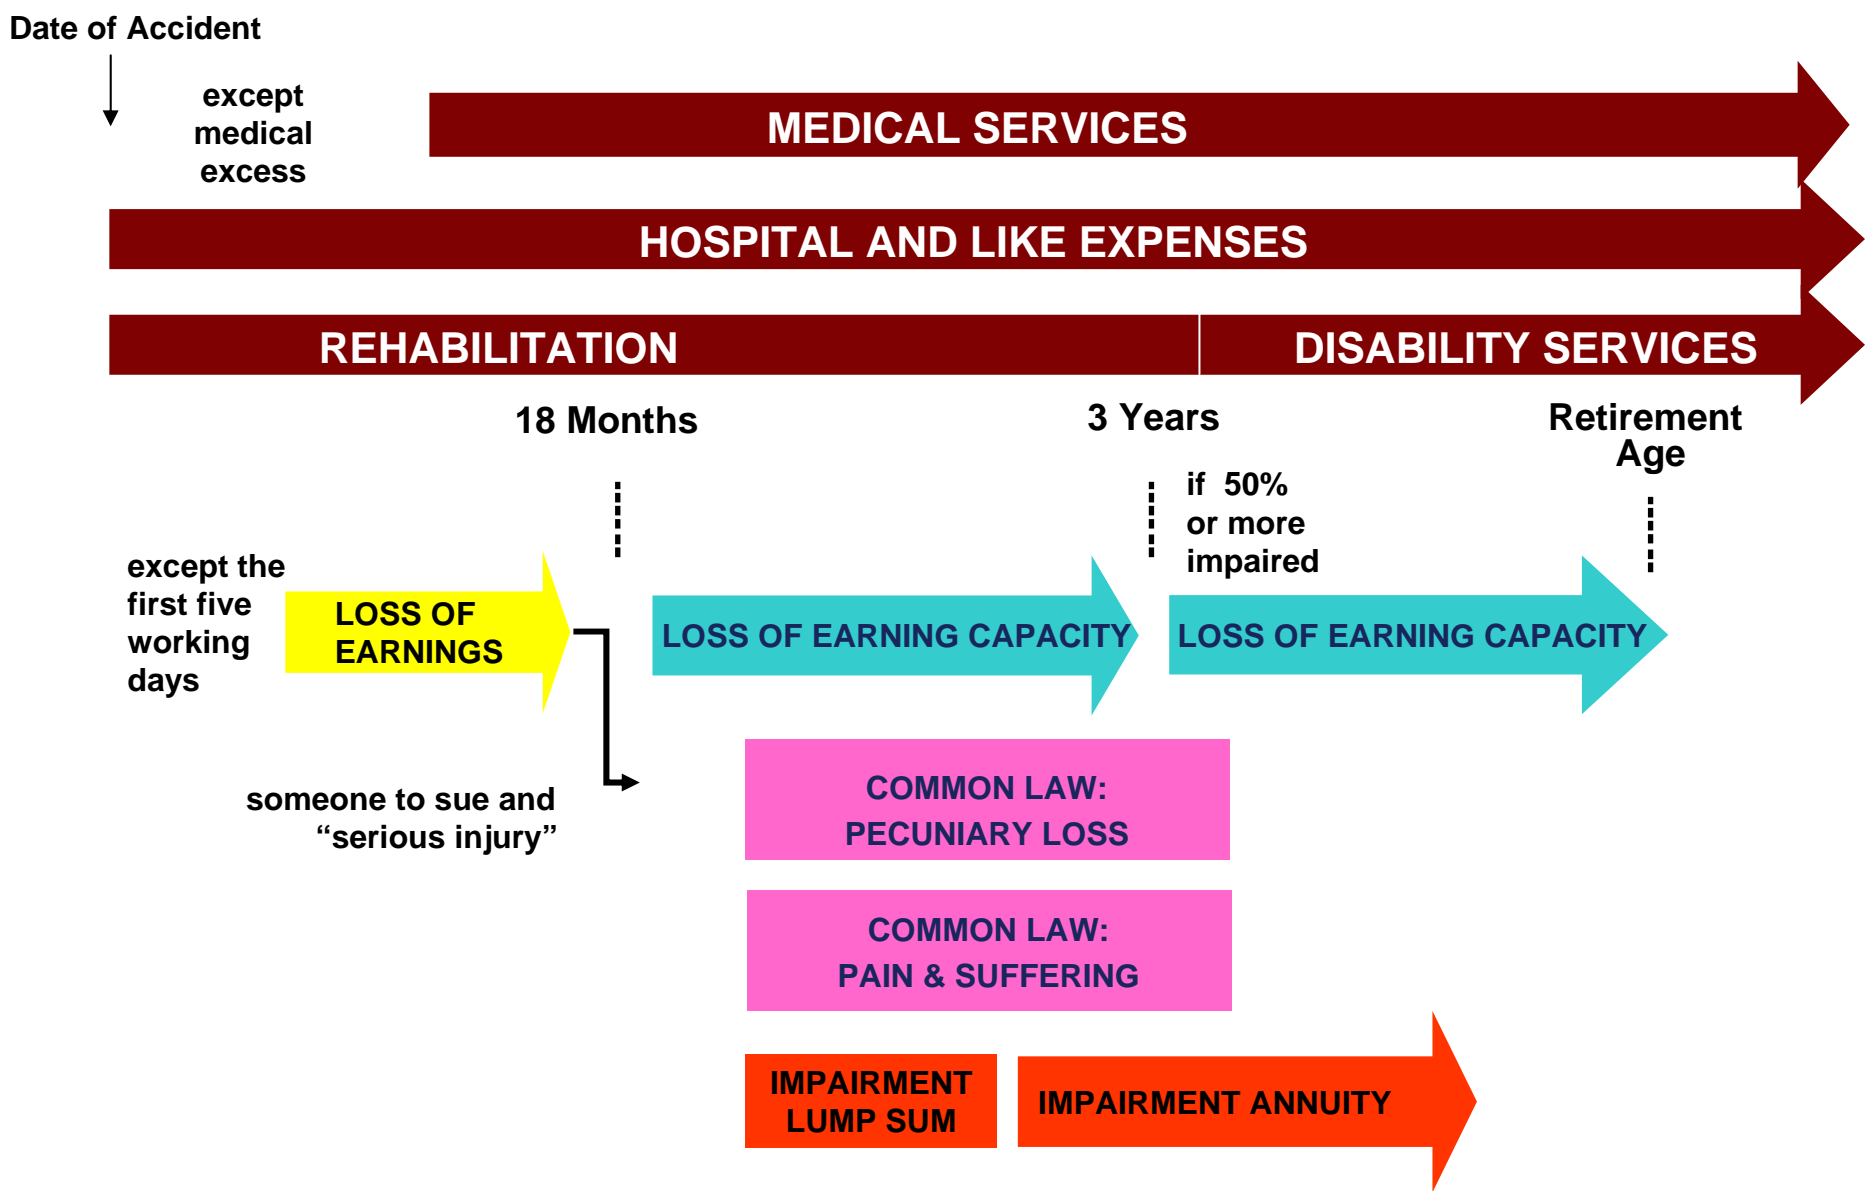 Date of Accident
except
medical
excess
MEDICAL SERVICES
HOSPITAL AND LIKE EXPENSES
REHABILITATION
DISABILITY SERVICES
18 Months
3 Years
Retirement
Age
if 50%
or more
impaired
except the
first five
working
days
LOSS OF
EARNINGS
LOSS OF EARNING CAPACITY
LOSS OF EARNING CAPACITY
someone to sue and
“serious injury”
COMMON LAW:
PECUNIARY LOSS
COMMON LAW:
PAIN & SUFFERING
IMPAIRMENT
LUMP SUM
IMPAIRMENT ANNUITY